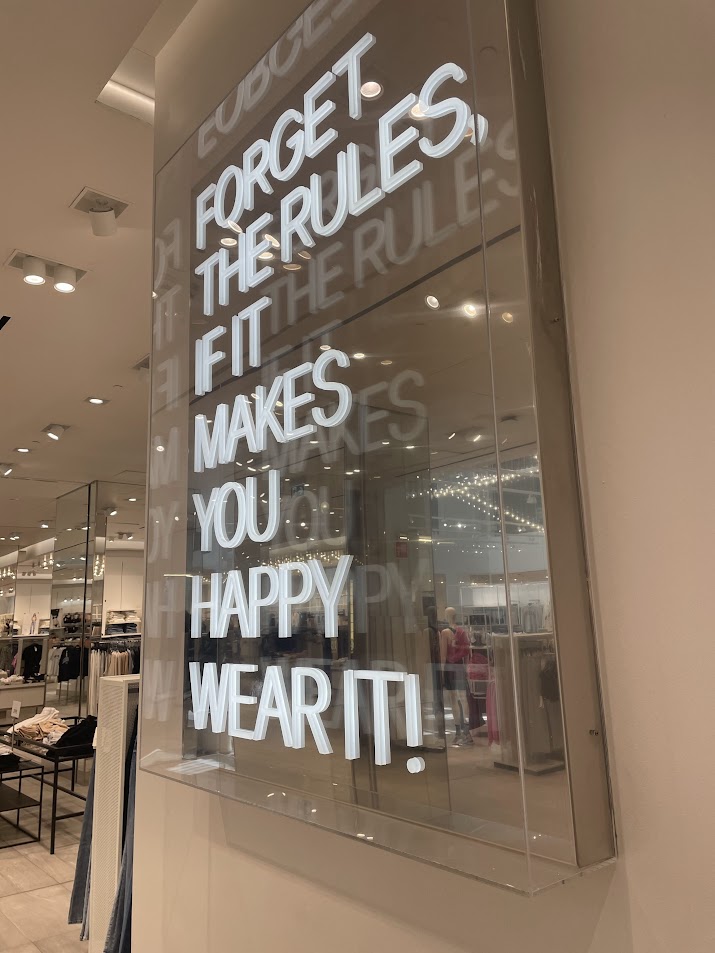 FORGET
THE RULES,
IF IT
MAKES
YOU
HAPPY
WEAR IT!